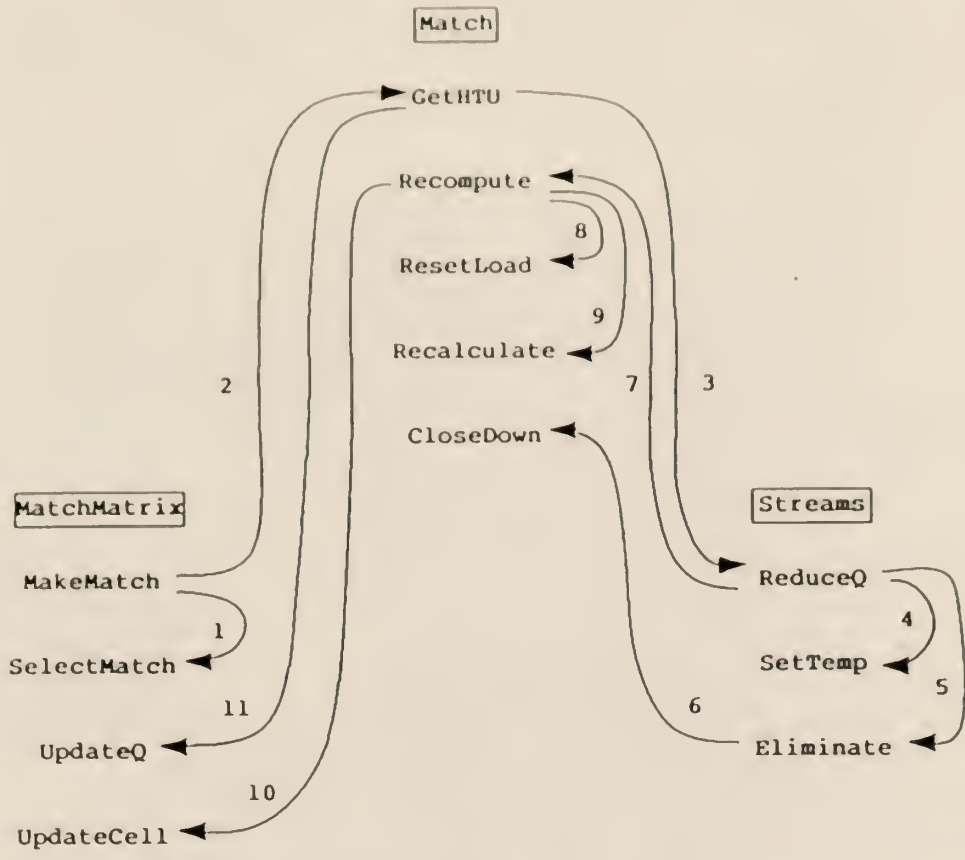 Match
GetHTU
Recompute
8
ResetLoad
9
Recalculate
2
7
3
CloseDown
MatchMatrix
Streams
MakeMatch
ReduceQ
1
4
SelectMatch
SetTemp
5
11
6
UpdateQ
Eliminate
10
UpdateCell